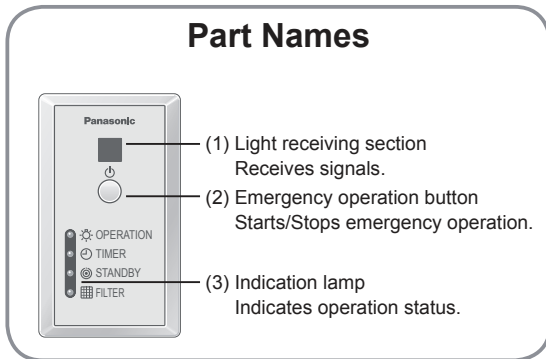 Part Names
Panasonic
OPERATION
TIMER
STANDBY
FILTER
(1) Light receiving section
Receives signals.
(2) Emergency operation button
Starts/Stops emergency operation.
(3) Indication lamp
Indicates operation status.